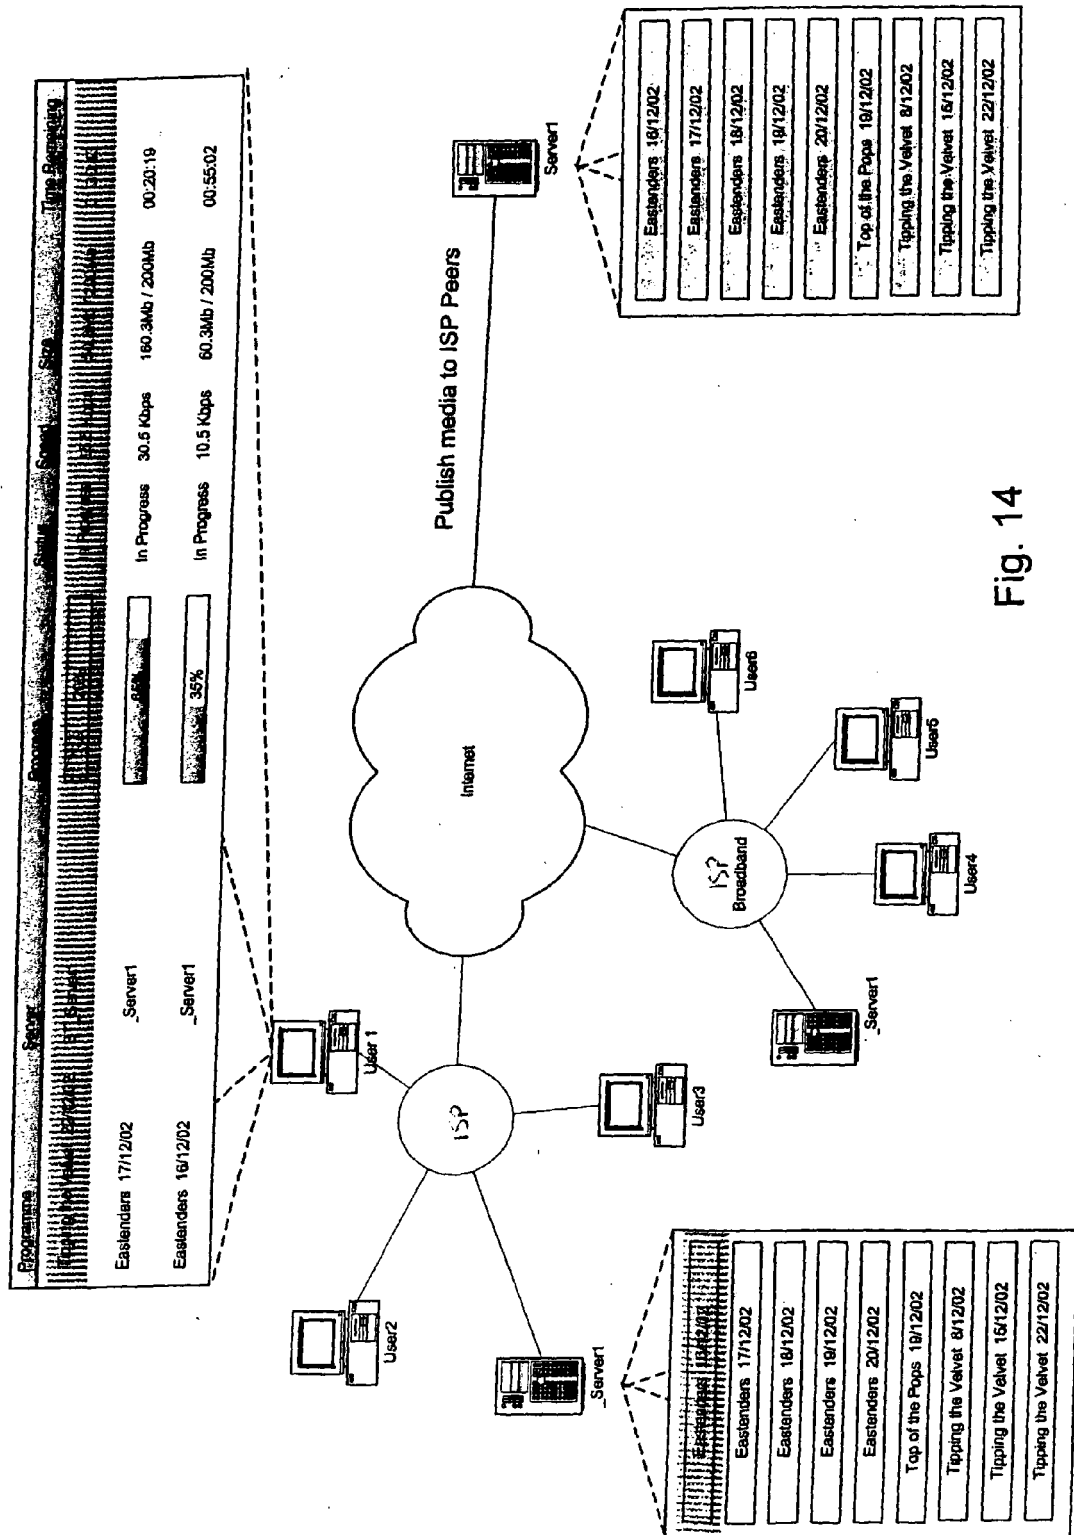 Programme Server Progress Status Speed Size Time Remaining
Eastenders 17/12/02 _Server1 In Progress 30.5 Kbps 160.3Mb / 200Mb 00:20:19
Eastenders 16/12/02 _Server1 35% In Progress 10.5 Kbps 60.3Mb / 200Mb 00:55:02
User 1
User2
ISP
User3
_Server1
Eastenders 17/12/02
Eastenders 18/12/02
Eastenders 19/12/02
Eastenders 20/12/02
Top of the Pops 19/12/02
Tipping the Velvet 8/12/02
Tipping the Velvet 15/12/02
Tipping the Velvet 22/12/02
Internet
Publish media to ISP Peers
Server1
Eastenders 16/12/02
Eastenders 17/12/02
Eastenders 18/12/02
Eastenders 19/12/02
Eastenders 20/12/02
Top of the Pops 19/12/02
Tipping the Velvet 8/12/02
Tipping the Velvet 15/12/02
Tipping the Velvet 22/12/02
ISP
Broadband
_Server1
User4
User5
User6
Fig. 14